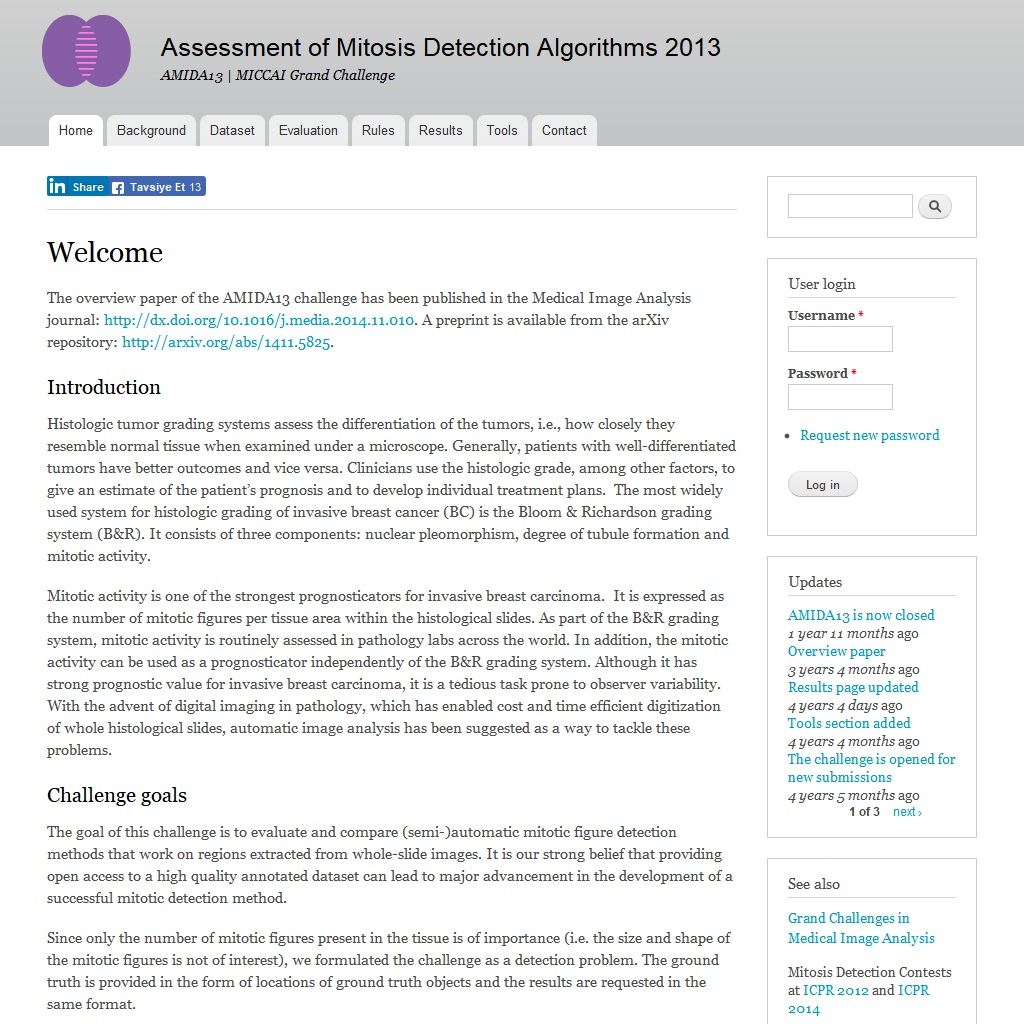 Assessment of Mitosis Detection Algorithms 2013
AMIDA13 | MICCAI Grand Challenge
Home
Background
Dataset
Evaluation
Rules
Results
Tools
Contact
in Share
Tavsiye Et 13
Welcome
The overview paper of the AMIDA13 challenge has been published in the Medical Image Analysis
journal: http://dx.doi.org/10.1016/j.media.2014.11.010. A preprint is available from the arXiv
repository: http://arxiv.org/abs/1411.5825.
Introduction
Histologic tumor grading systems assess the differentiation of the tumors, i.e., how closely they
resemble normal tissue when examined under a microscope. Generally, patients with well-differentiated
tumors have better outcomes and vice versa. Clinicians use the histologic grade, among other factors, to
give an estimate of the patient's prognosis and to develop individual treatment plans.  The most widely
used system for histologic grading of invasive breast cancer (BC) is the Bloom & Richardson grading
system (B&R). It consists of three components: nuclear pleomorphism, degree of tubule formation and
mitotic activity.
Mitotic activity is one of the strongest prognosticators for invasive breast carcinoma.  It is expressed as
the number of mitotic figures per tissue area within the histological slides. As part of the B&R grading
system, mitotic activity is routinely assessed in pathology labs across the world. In addition, the mitotic
activity can be used as a prognosticator independently of the B&R grading system. Although it has
strong prognostic value for invasive breast carcinoma, it is a tedious task prone to observer variability.
With the advent of digital imaging in pathology, which has enabled cost and time efficient digitization
of whole histological slides, automatic image analysis has been suggested as a way to tackle these
problems.
Challenge goals
The goal of this challenge is to evaluate and compare (semi-)automatic mitotic figure detection
methods that work on regions extracted from whole-slide images. It is our strong belief that providing
open access to a high quality annotated dataset can lead to major advancement in the development of a
successful mitotic detection method.
Since only the number of mitotic figures present in the tissue is of importance (i.e. the size and shape of
the mitotic figures is not of interest), we formulated the challenge as a detection problem. The ground
truth is provided in the form of locations of ground truth objects and the results are requested in the
same format.
User login
Username *
Password *
Request new password
Log in
Updates
AMIDA13 is now closed
1 year 11 months ago
Overview paper
3 years 4 months ago
Results page updated
4 years 4 days ago
Tools section added
4 years 4 months ago
The challenge is opened for
new submissions
4 years 5 months ago
1 of 3 next ›
See also
Grand Challenges in
Medical Image Analysis
Mitosis Detection Contests
at ICPR 2012 and ICPR
2014